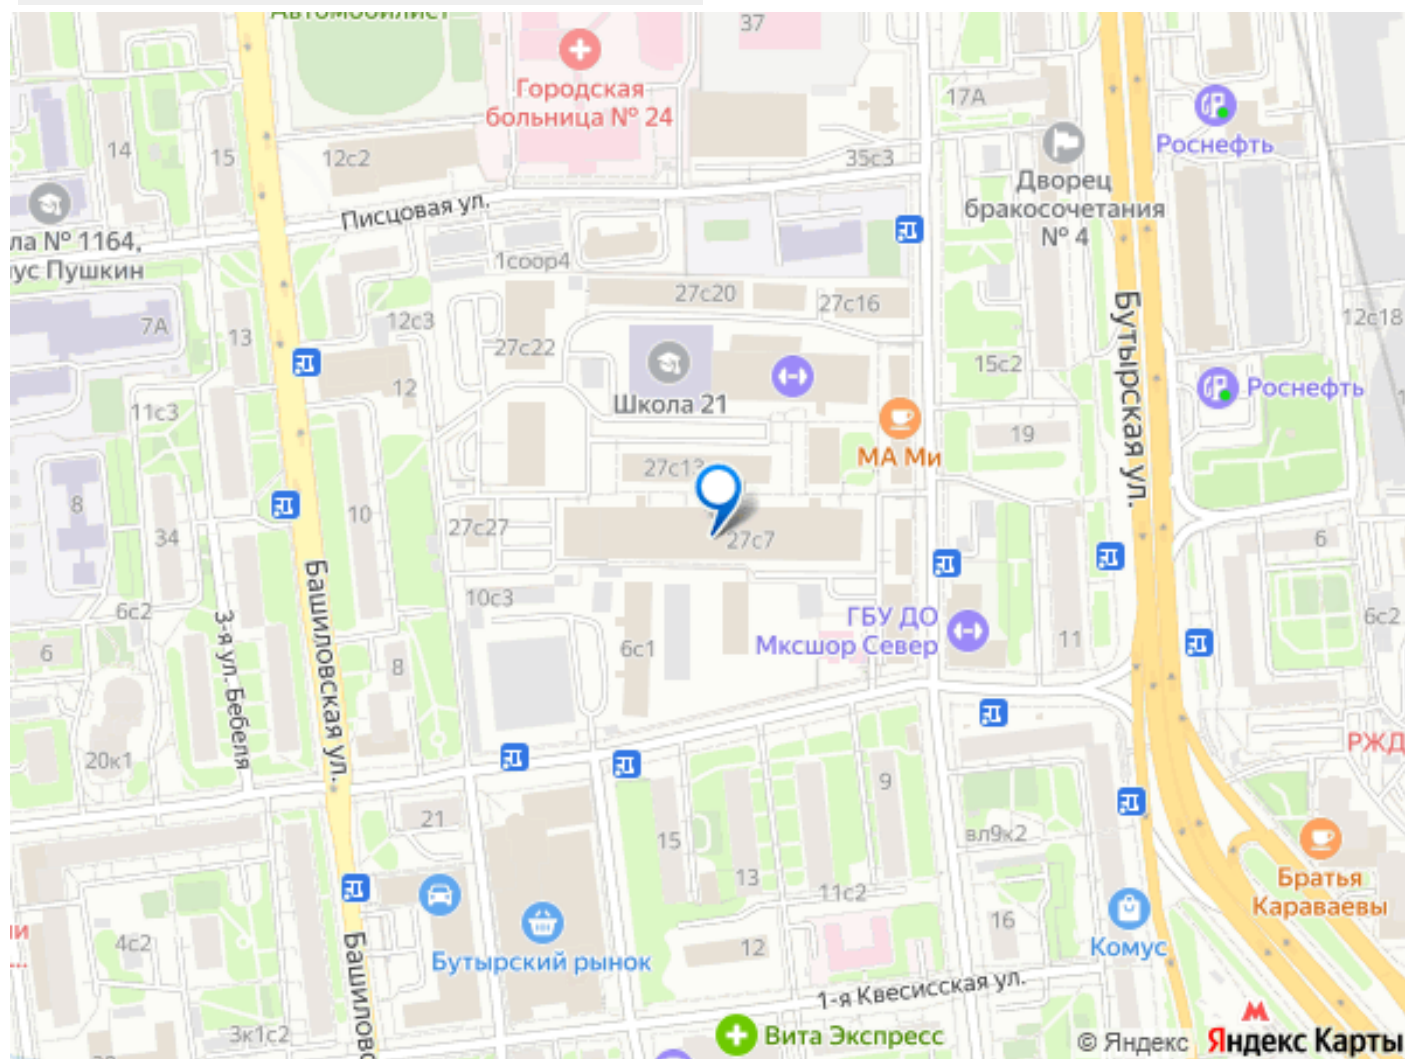 Автомобилист
37
Городская
больница № 24
17А
Роснефть
14
15
12с2
35с3
Дворец
бракосочетания
№ 4
Писцовая ул.
ла № 1164,
ус Пушкин
1соор4
27с20
27с16
7А
13
12с3
27с22
Бутырская ул.
12с18
15с2
12
Школа 21
Роснефть
11с3
19
МА Ми
27с13
8
10
34
27с27
27с7
6
Башиловская ул.
10с3
6с2
3-я ул. Бебеля
ГБУ ДО
Мксшор Север
6с2
6
8
6с1
11
20к1
РЖД
9
21
15
вл9к2
13
11с2
Братья
Караваевы
4с2
16
Комус
Бутырский рынок
12
Башиловс
1-я Квесисская ул.
3к1с2
Вита Экспресс
© Яндекс Яндекс Карты